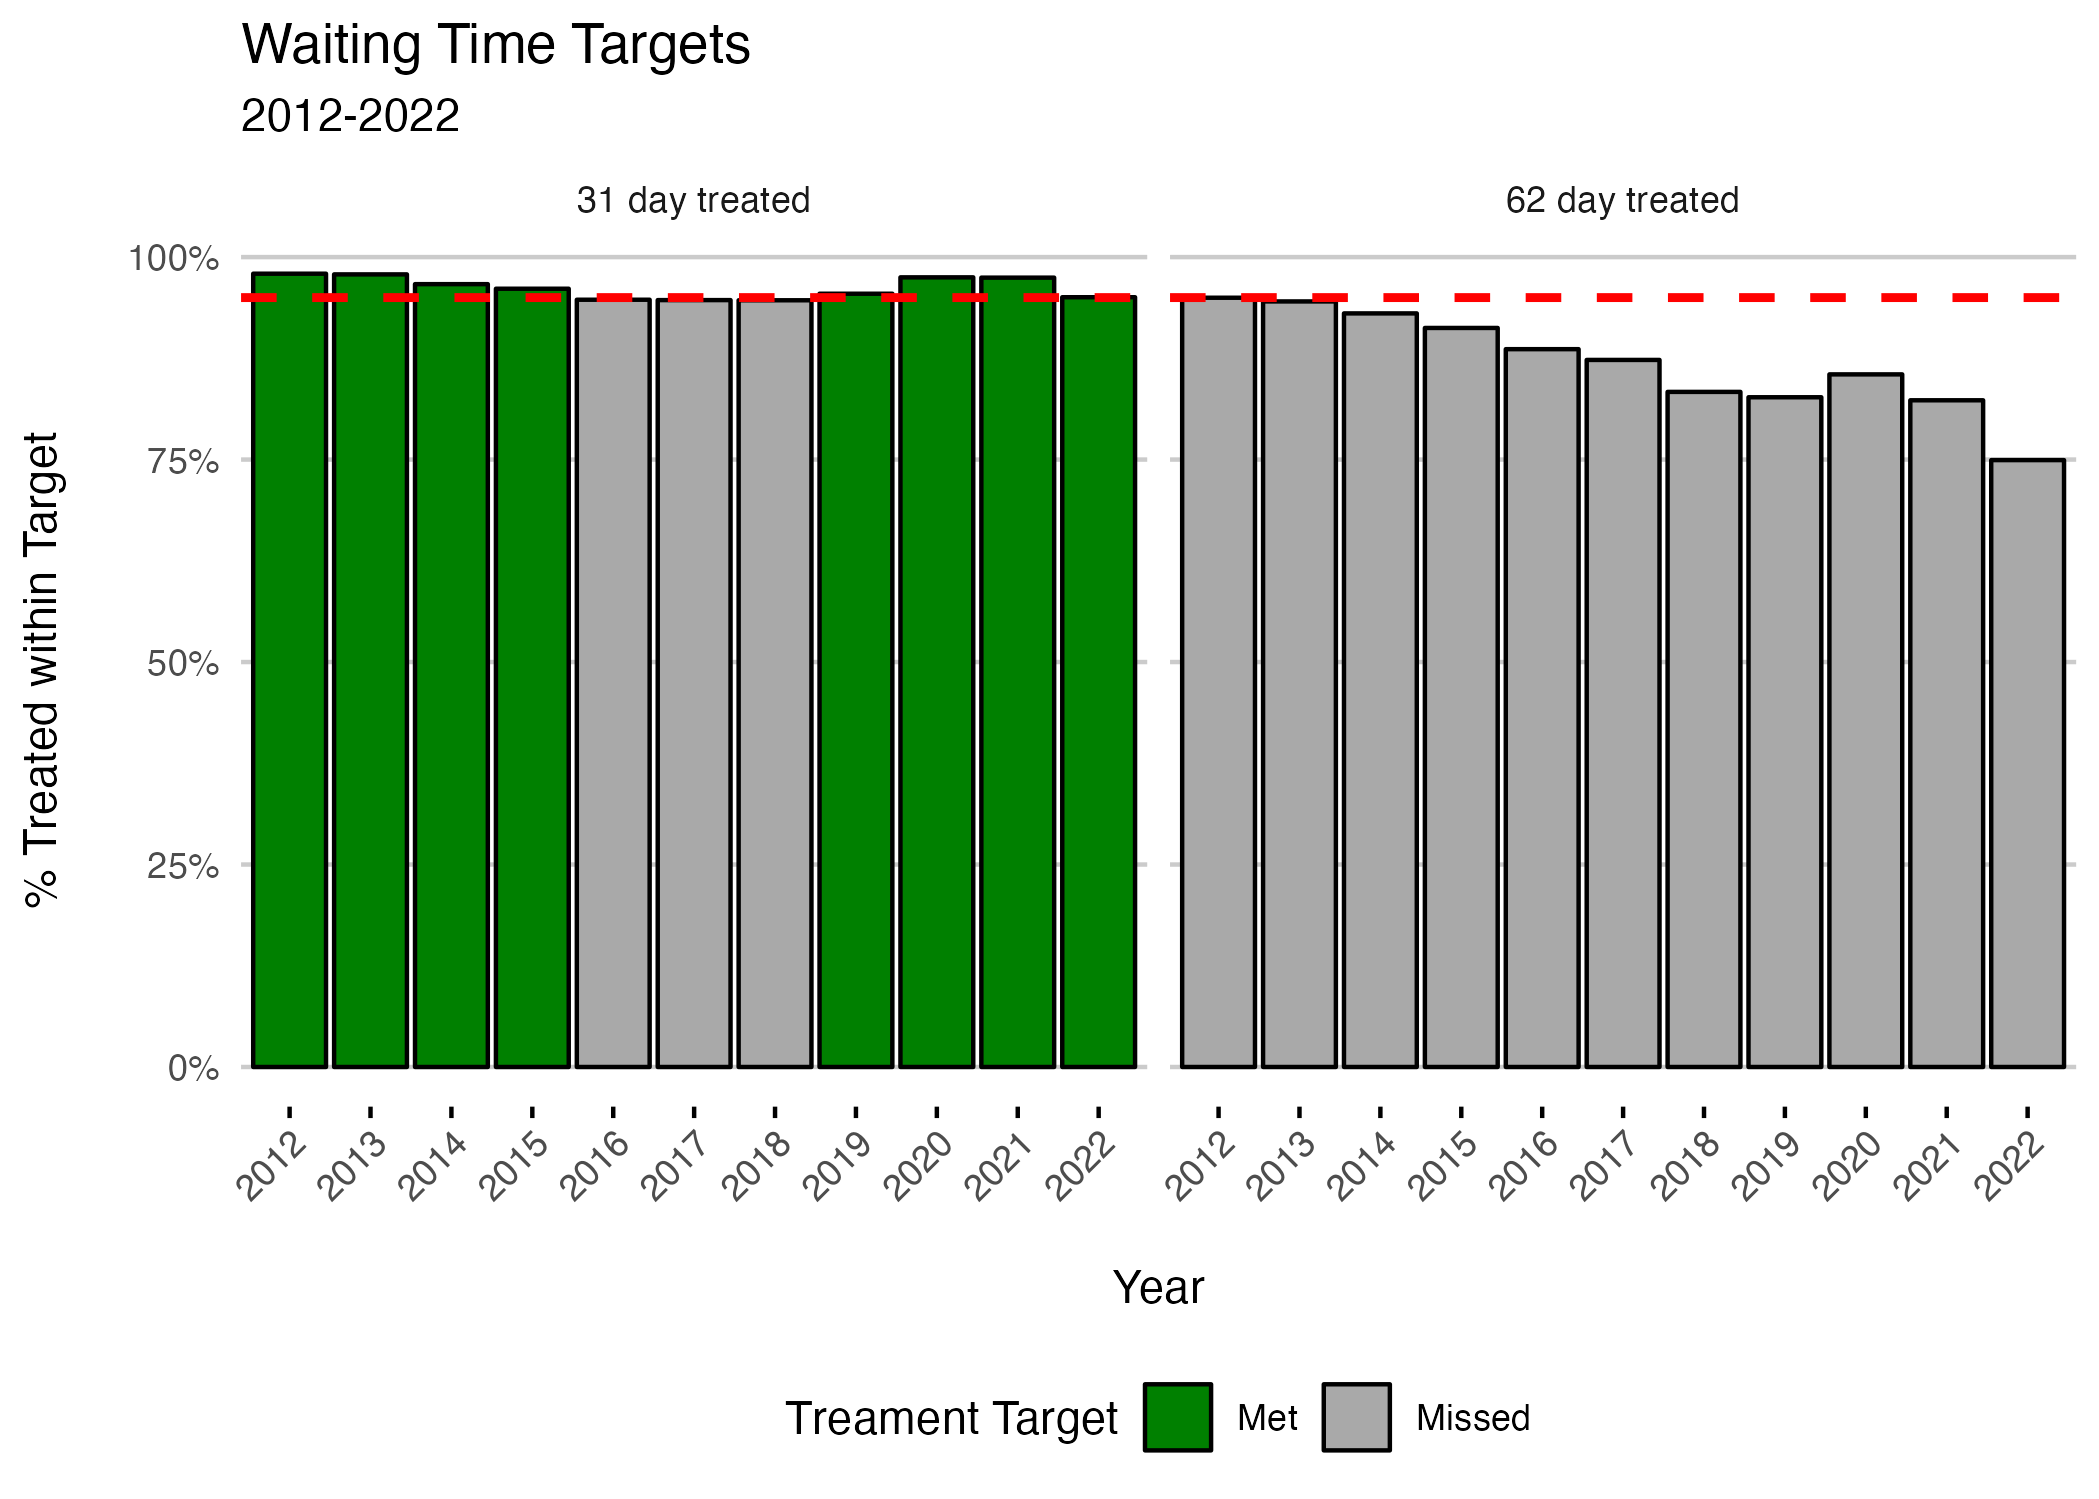 Waiting Time Targets
2012-2022
31 day treated 62 day treated
100%
75%
50%
25%
0%
% Treated within Target
2012 2013 2014 2015 2016 2017 2018 2019 2020 2021 2022 2012 2013 2014 2015 2016 2017 2018 2019 2020 2021 2022
Year
Treament Target Met Missed